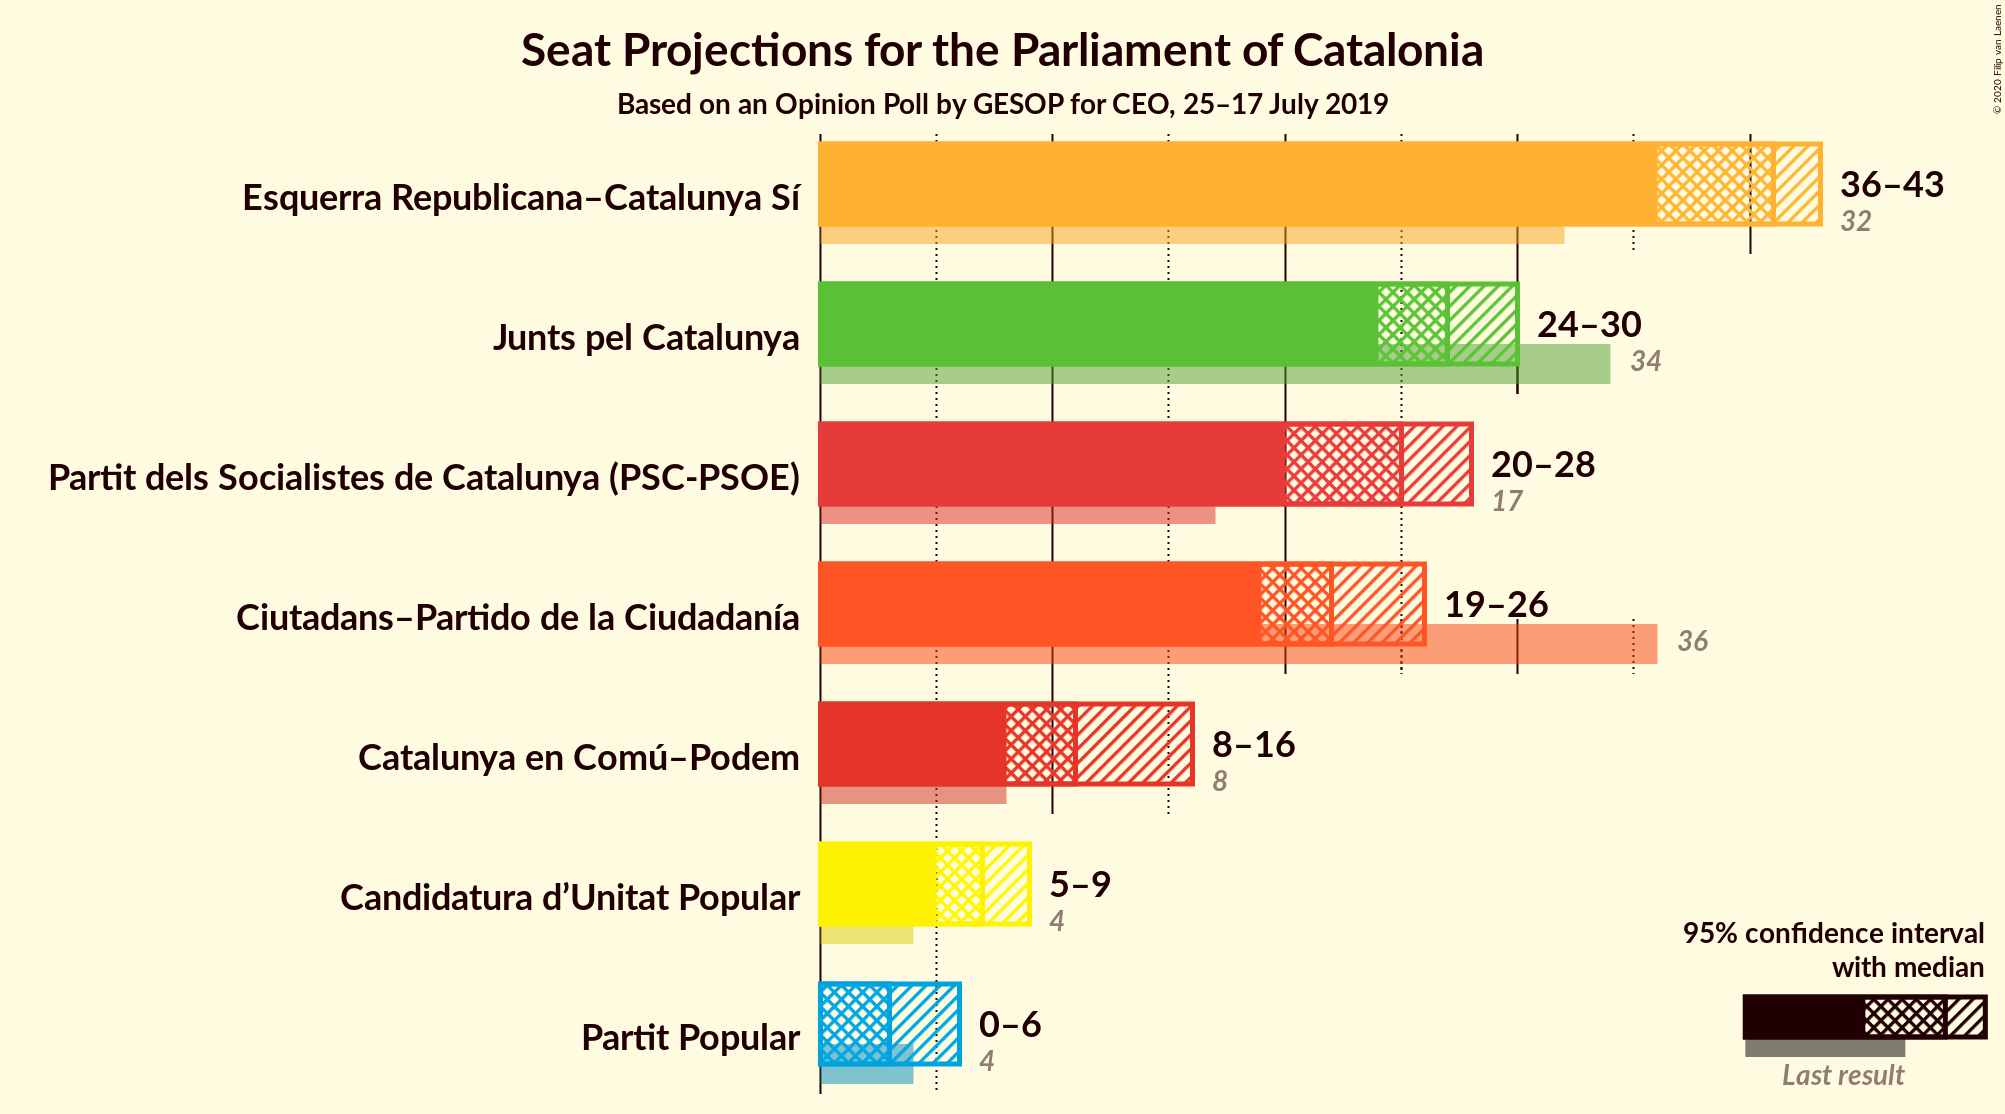 Seat Projections for the Parliament of Catalonia
Based on an Opinion Poll by GESOP for CEO, 25–17 July 2019
© 2020 Filip van Laenen
Esquerra Republicana–Catalunya Sí
36–43
32
Junts pel Catalunya
24–30
34
Partit dels Socialistes de Catalunya (PSC-PSOE)
20–28
17
Ciutadans–Partido de la Ciudadanía
19–26
36
Catalunya en Comú–Podem
8–16
8
Candidatura d’Unitat Popular
5–9
4
Partit Popular
0–6
4
95% confidence interval
with median
Last result